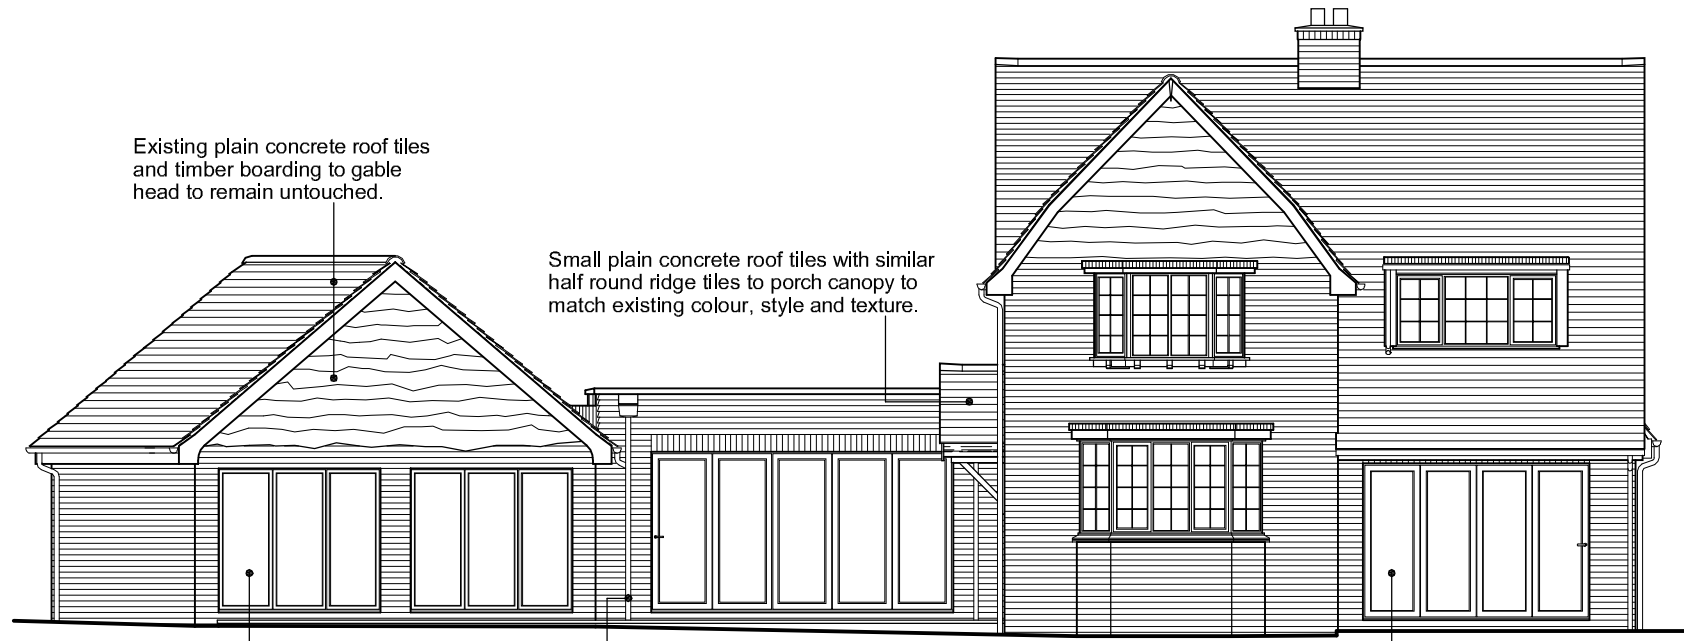 Existing plain concrete roof tiles
and timber boarding to gable
head to remain untouched.
Small plain concrete roof tiles with similar
half round ridge tiles to porch canopy to
match existing colour, style and texture.